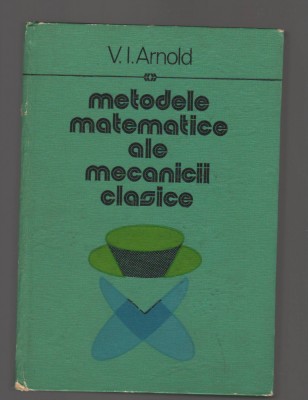 V.I. Arnold
metodele
matematice
ale
mecanicii
clasice